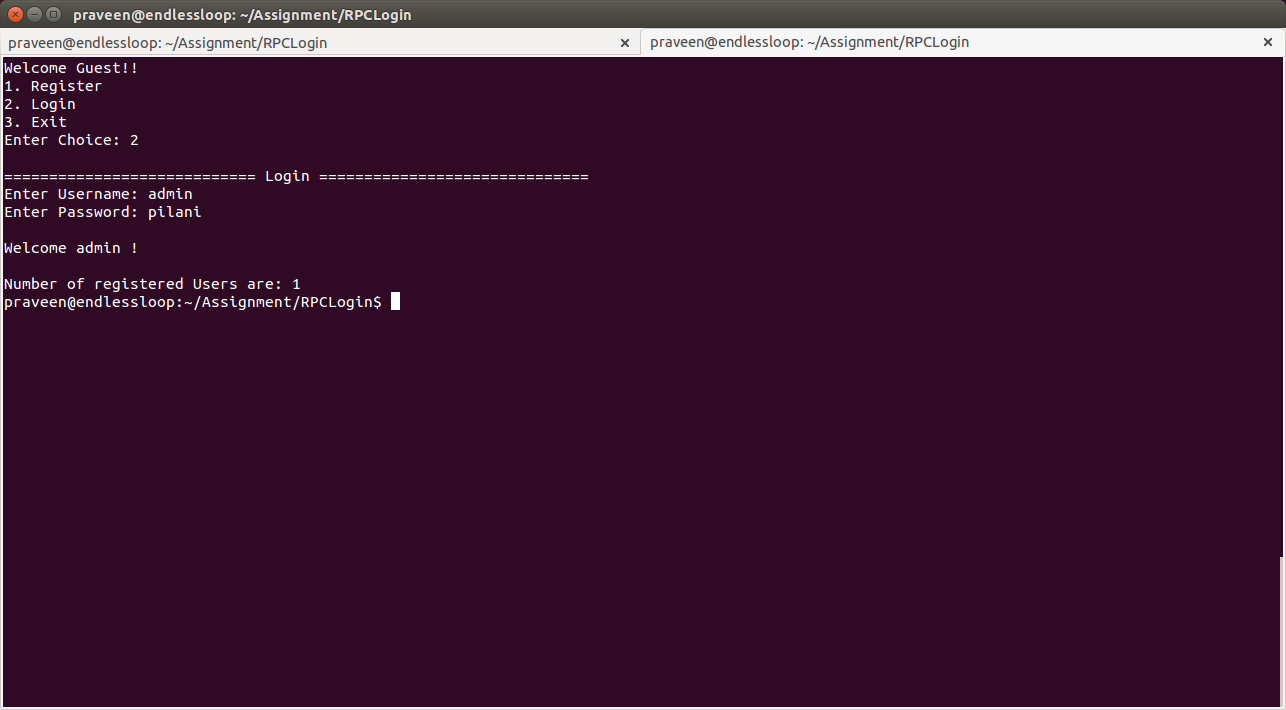 praveen@endlessloop: ~/Assignment/RPCLogin
praveen@endlessloop: ~/Assignment/RPCLogin × praveen@endlessloop: ~/Assignment/RPCLogin ×
Welcome Guest!!
1. Register
2. Login
3. Exit
Enter Choice: 2
============================ Login ==============================
Enter Username: admin
Enter Password: pilani
Welcome admin !
Number of registered Users are: 1
praveen@endlessloop:~/Assignment/RPCLogin$